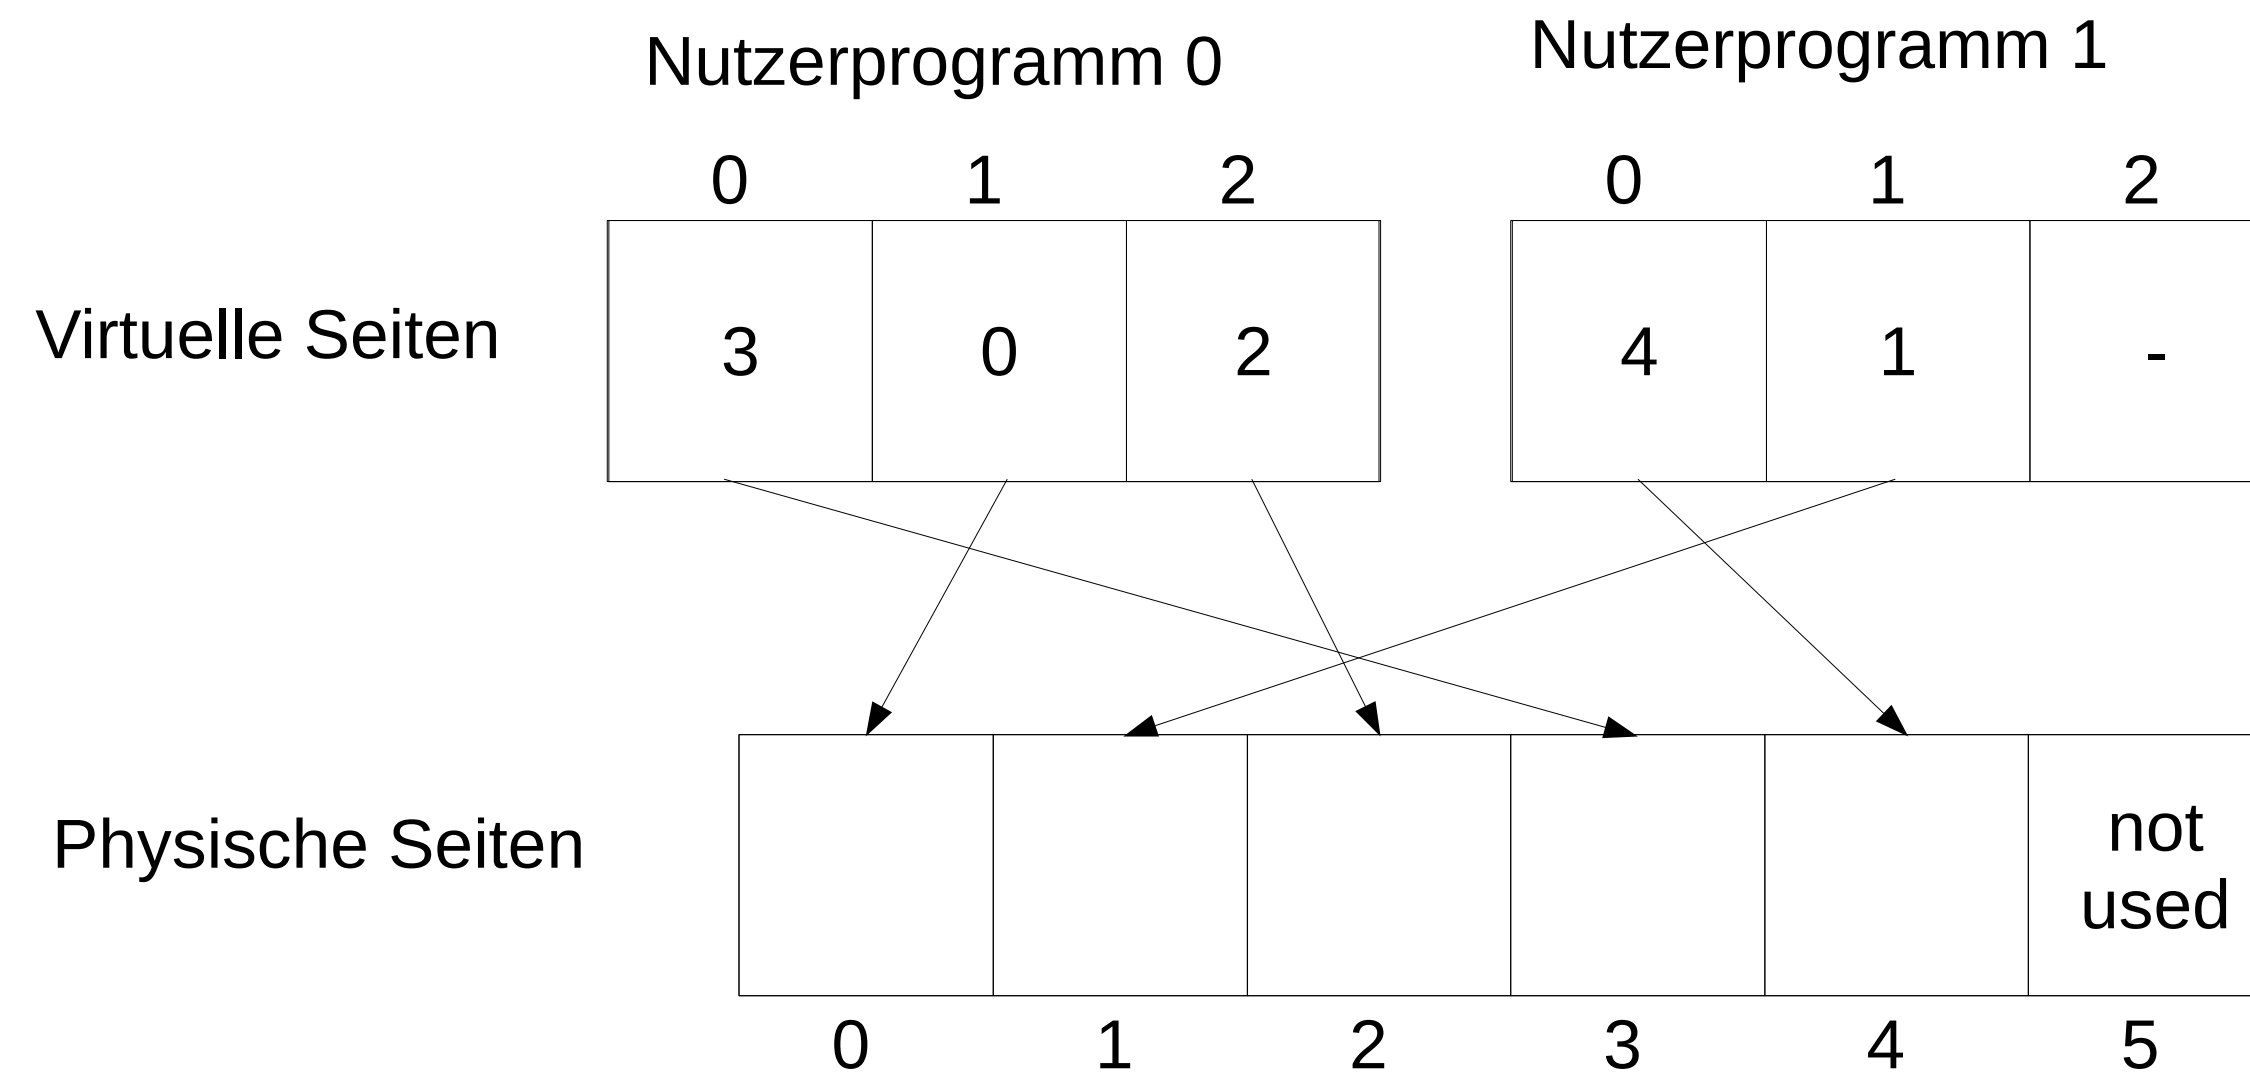 Nutzerprogramm 0
Nutzerprogramm 1
0 1 2
0 1 2
Virtuelle Seiten
3 0 2
4 1 -
Physische Seiten
not
used
0 1 2 3 4 5